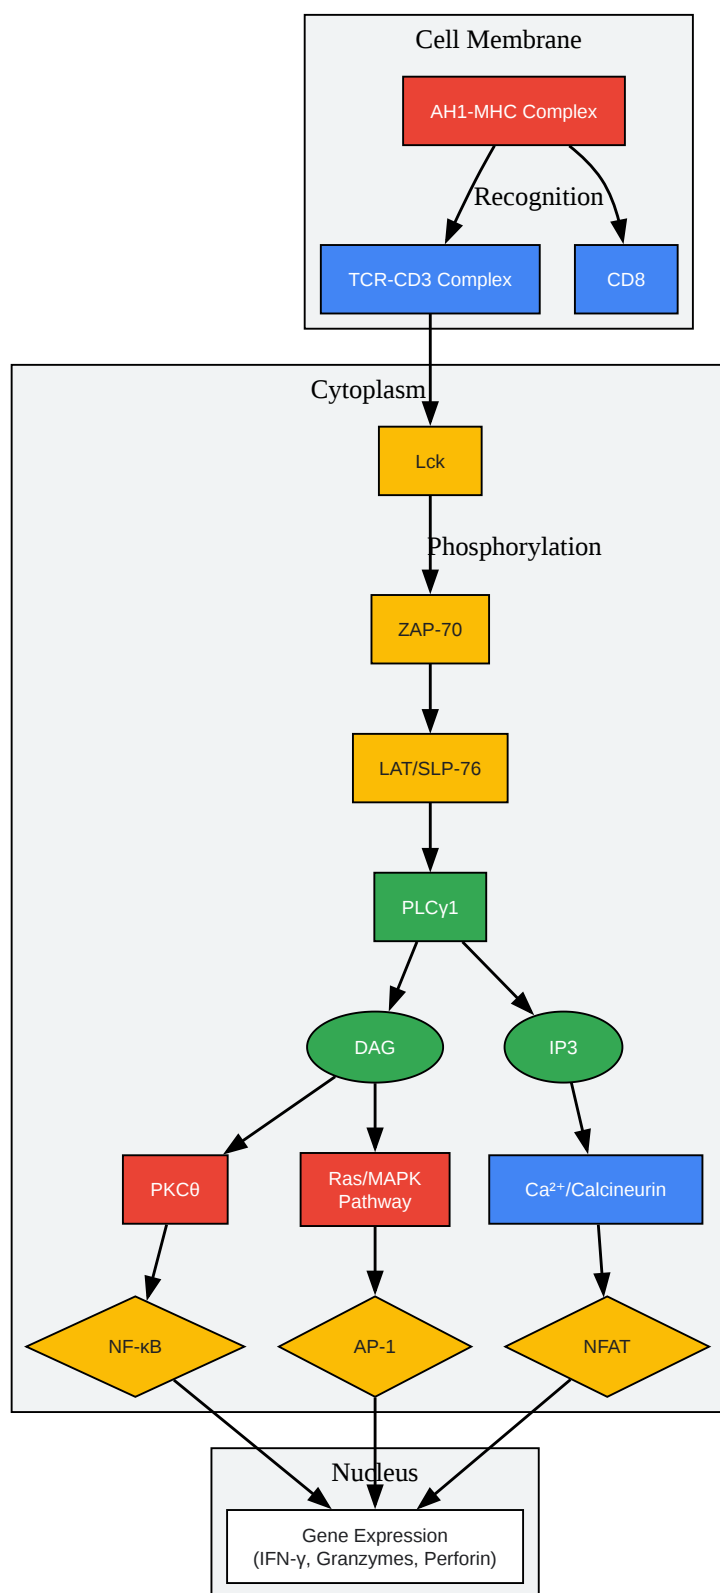 Cell Membrane
AH1-MHC Complex
Recognition
TCR-CD3 Complex
CD8
Cytoplasm
Lck
Phosphorylation
ZAP-70
LAT/SLP-76
PLCγ1
DAG
IP3
PKCθ
Ras/MAPK
Pathway
Ca²⁺/Calcineurin
NF-κB
AP-1
NFAT
Nucleus
Gene Expression
(IFN-γ, Granzymes, Perforin)